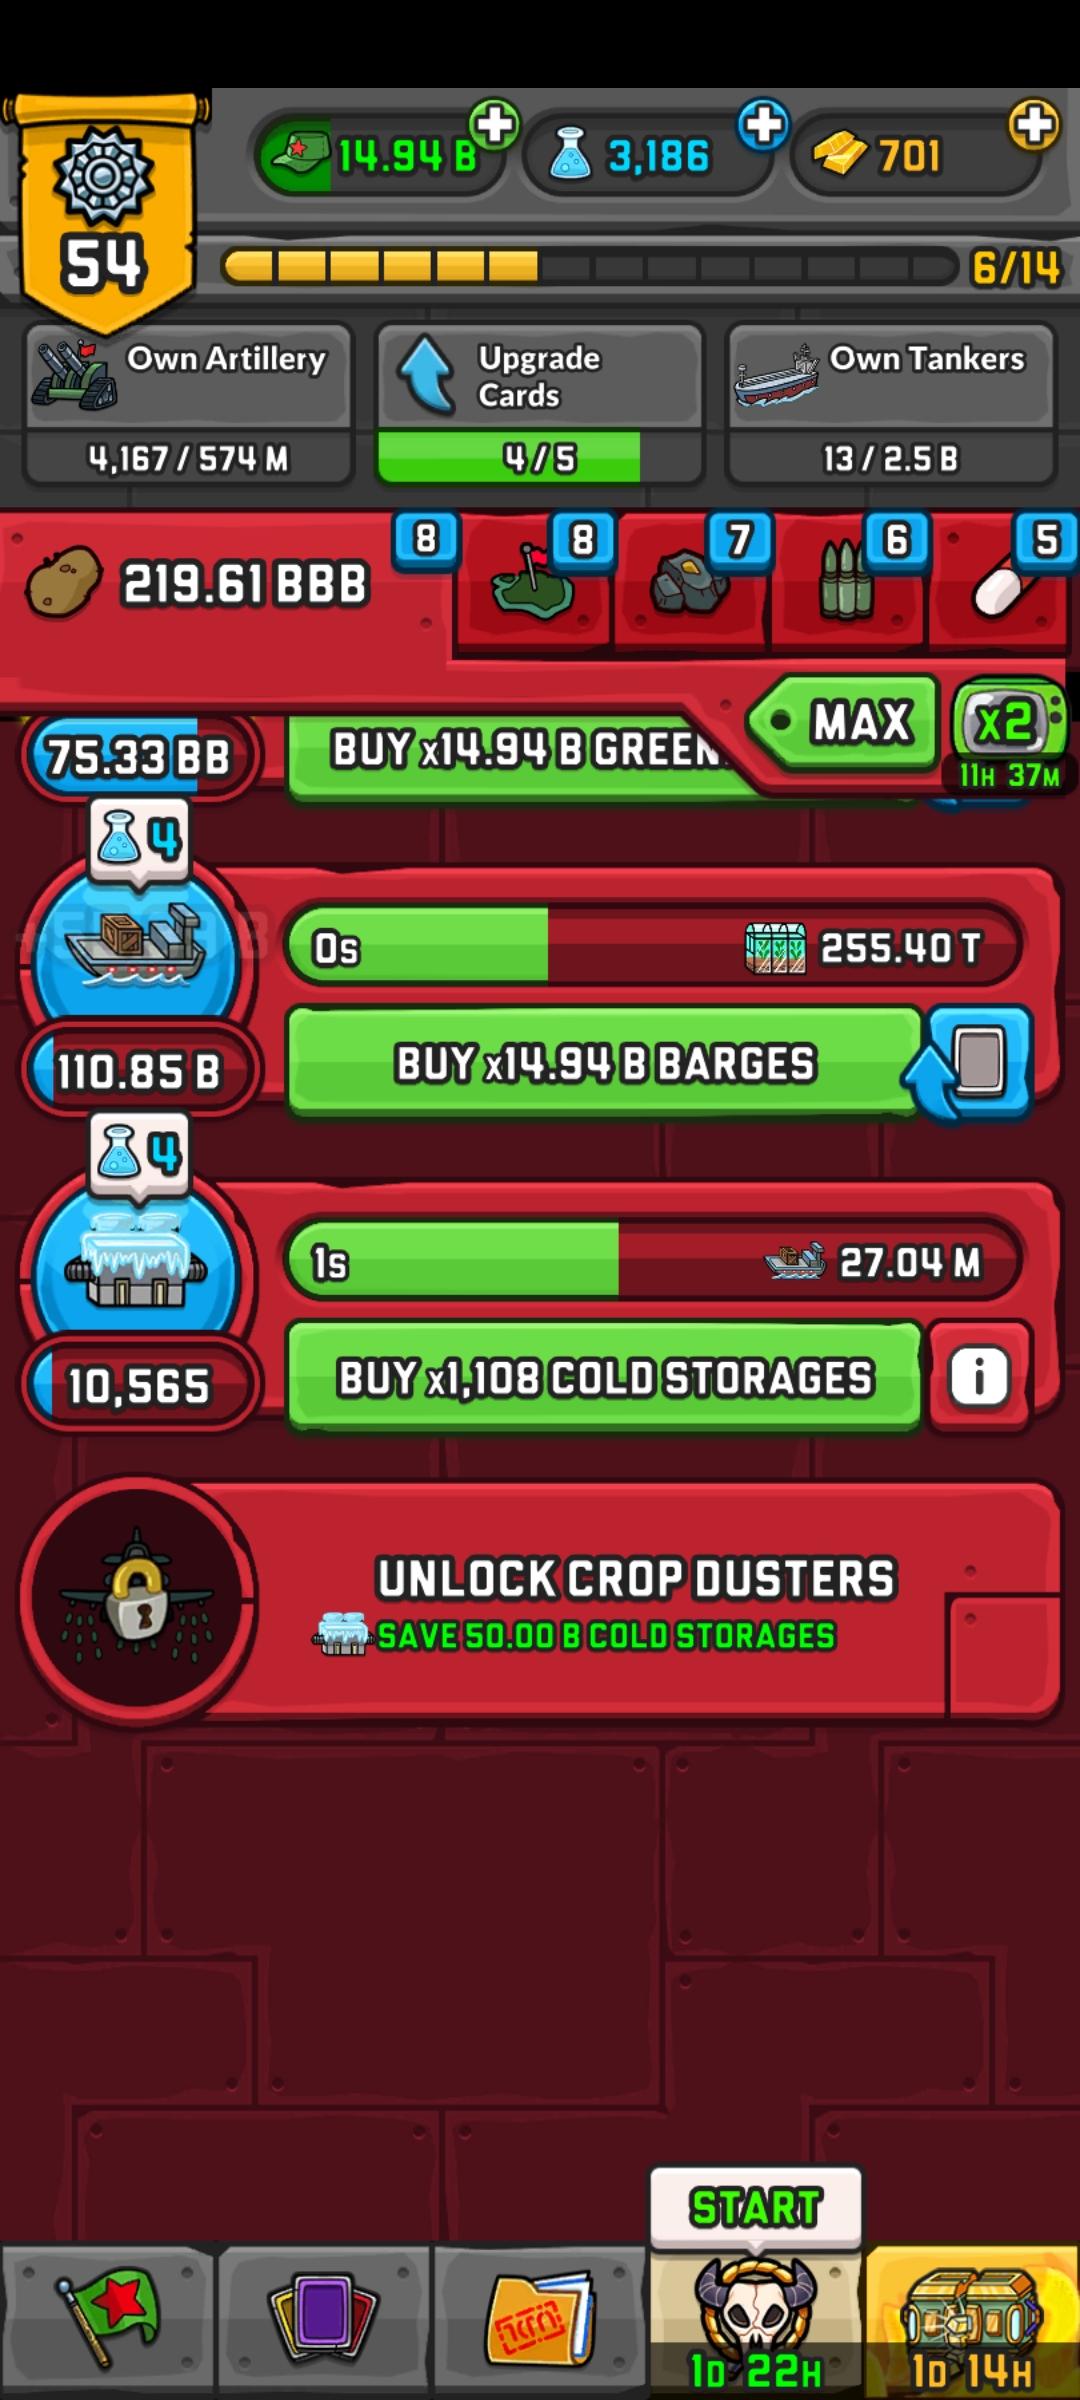 14.94 B
3,186
701
54
6/14
Own Artillery
4,167 / 574 M
Upgrade
Cards
4 / 5
Own Tankers
13 / 2.5 B
219.61 BBB
8
8
7
6
5
MAX
x2
11H 37M
75.33 BB
BUY x14.94 B GREEN
4
0s
255.40 T
110.85 B
BUY x14.94 B BARGES
4
1s
27.04 M
10,565
BUY x1,108 COLD STORAGES
i
UNLOCK CROP DUSTERS
SAVE 50.00 B COLD STORAGES
START
1D 22H
1D 14H